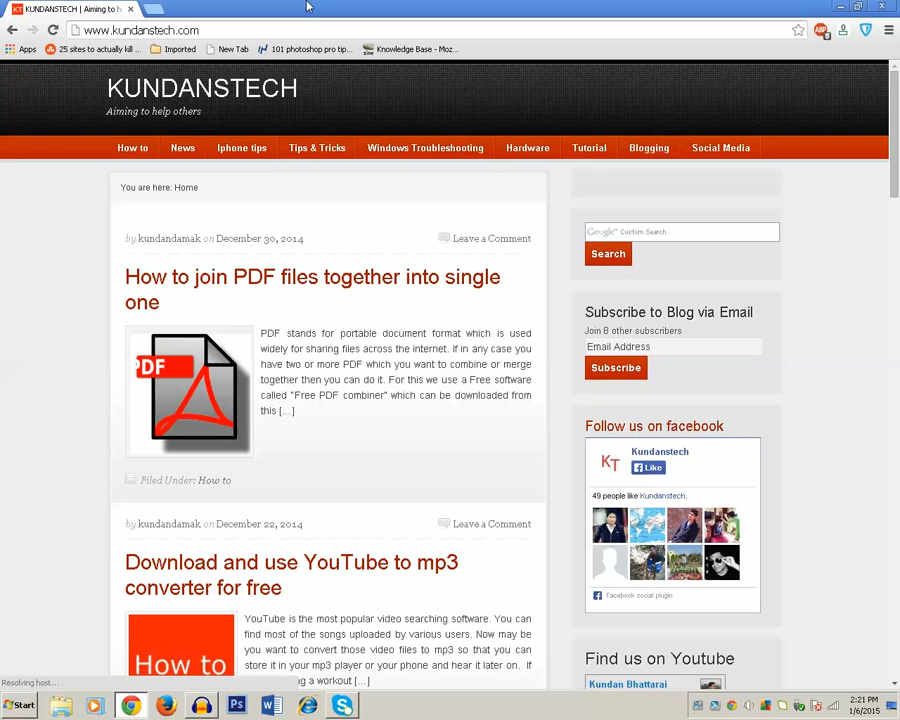 KT KUNDANSTECH | Aiming to h
www.kundanstech.com
Apps 25 sites to actually kill ... Imported New Tab 101 photoshop pro tip... Knowledge Base - Moz...
KUNDANSTECH
Aiming to help others
How to News Iphone tips Tips & Tricks Windows Troubleshooting Hardware Tutorial Blogging Social Media
You are here: Home
by kundandamak on December 30, 2014 Leave a Comment
How to join PDF files together into single
one
PDF
PDF stands for portable document format which is used
widely for sharing files across the internet. If in any case you
have two or more PDF which you want to combine or merge
together then you can do it. For this we use a Free software
called "Free PDF combiner" which can be downloaded from
this [...]
Filed Under: How to
by kundandamak on December 22, 2014 Leave a Comment
Download and use YouTube to mp3
converter for free
How to
YouTube is the most popular video searching software. You can
find most of the songs uploaded by various users. Now may be
you want to convert those video files to mp3 so that you can
store it in your mp3 player or your phone and hear it later on. If
ng a workout [...]
Google Custom Search
Search
Subscribe to Blog via Email
Join 8 other subscribers
Email Address
Subscribe
Follow us on facebook
KT Kundanstech
Like
49 people like Kundanstech.
Facebook social plugin
Find us on Youtube
Kundan Bhattarai
Resolving host...
Start
Ps
2:21 PM
1/6/2015